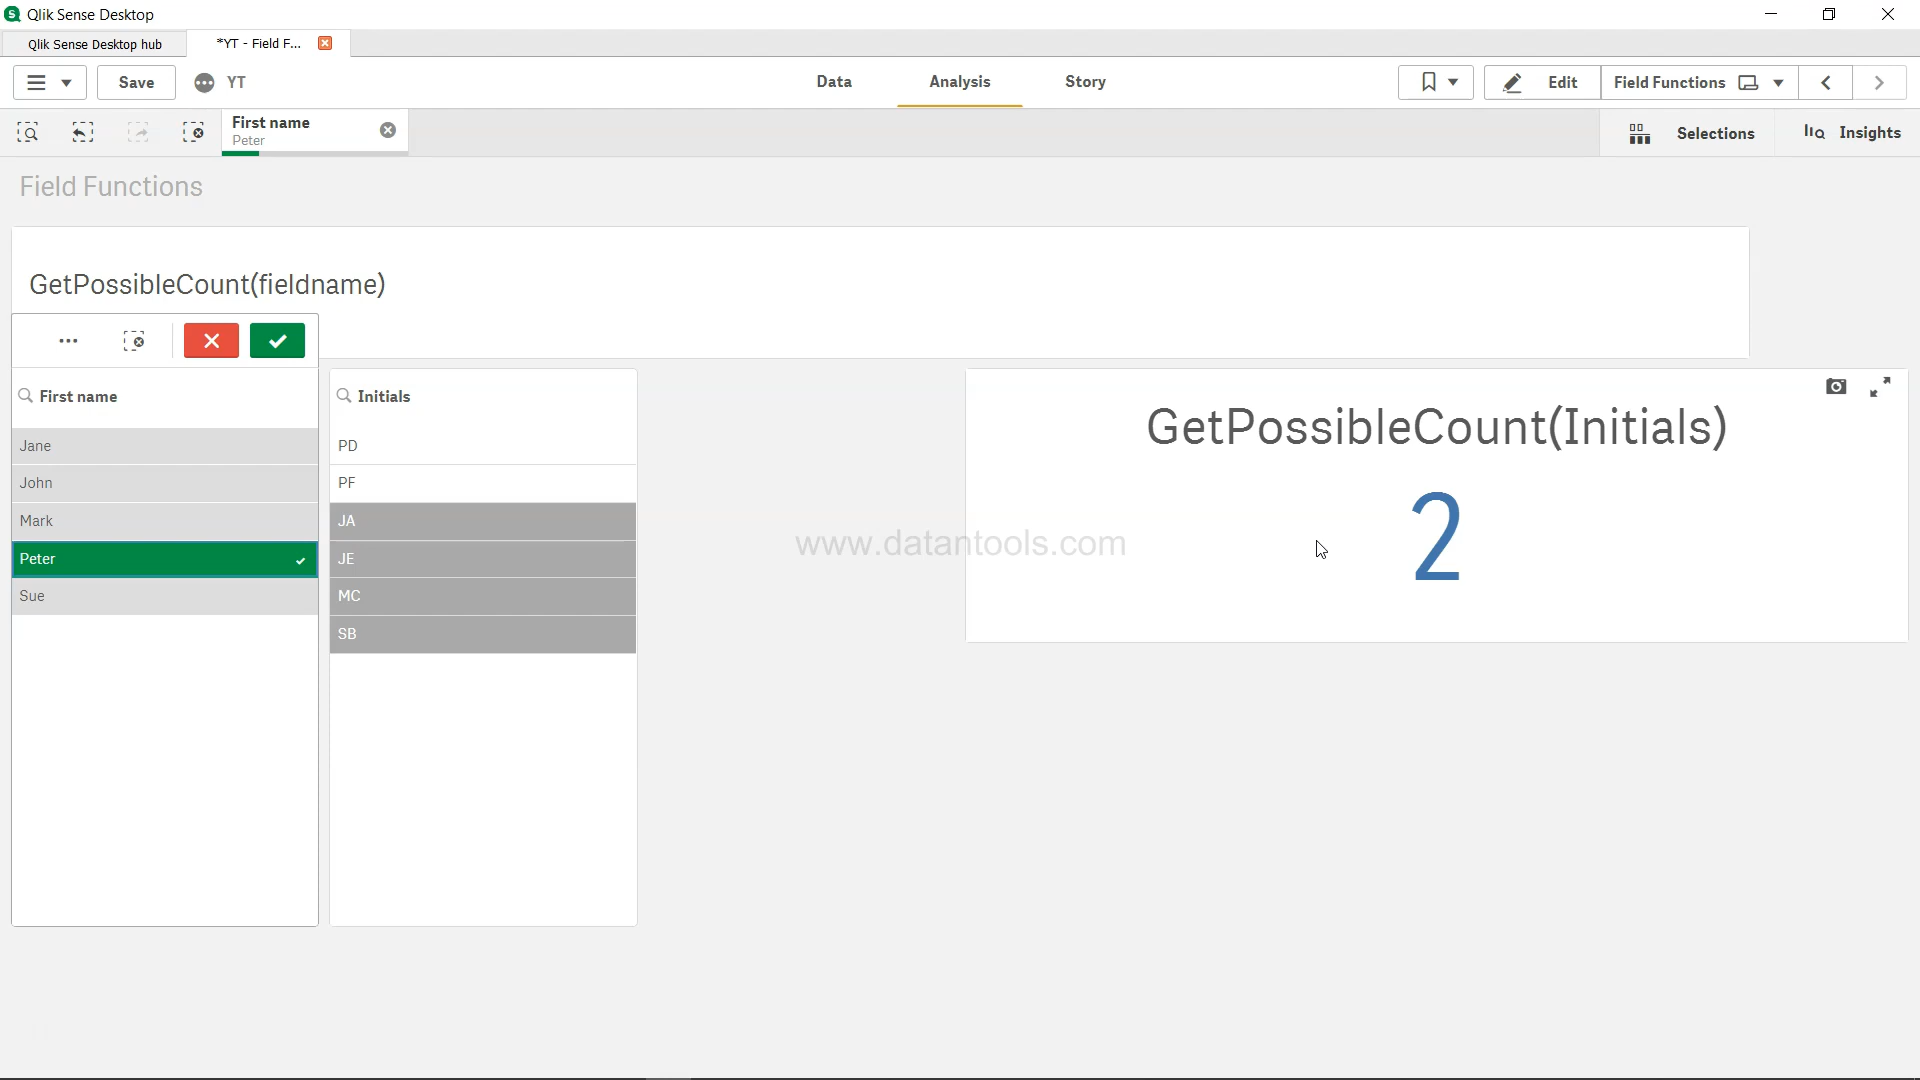 Qlik Sense Desktop
Qlik Sense Desktop hub
*YT - Field F...
Save
YT
Data
Analysis
Story
Edit
Field Functions
First name
Peter
Selections
Insights
Field Functions
GetPossibleCount(fieldname)
First name
Jane
John
Mark
Peter
Sue
Initials
PD
PF
JA
JE
MC
SB
www.datantools.com
GetPossibleCount(Initials)
2